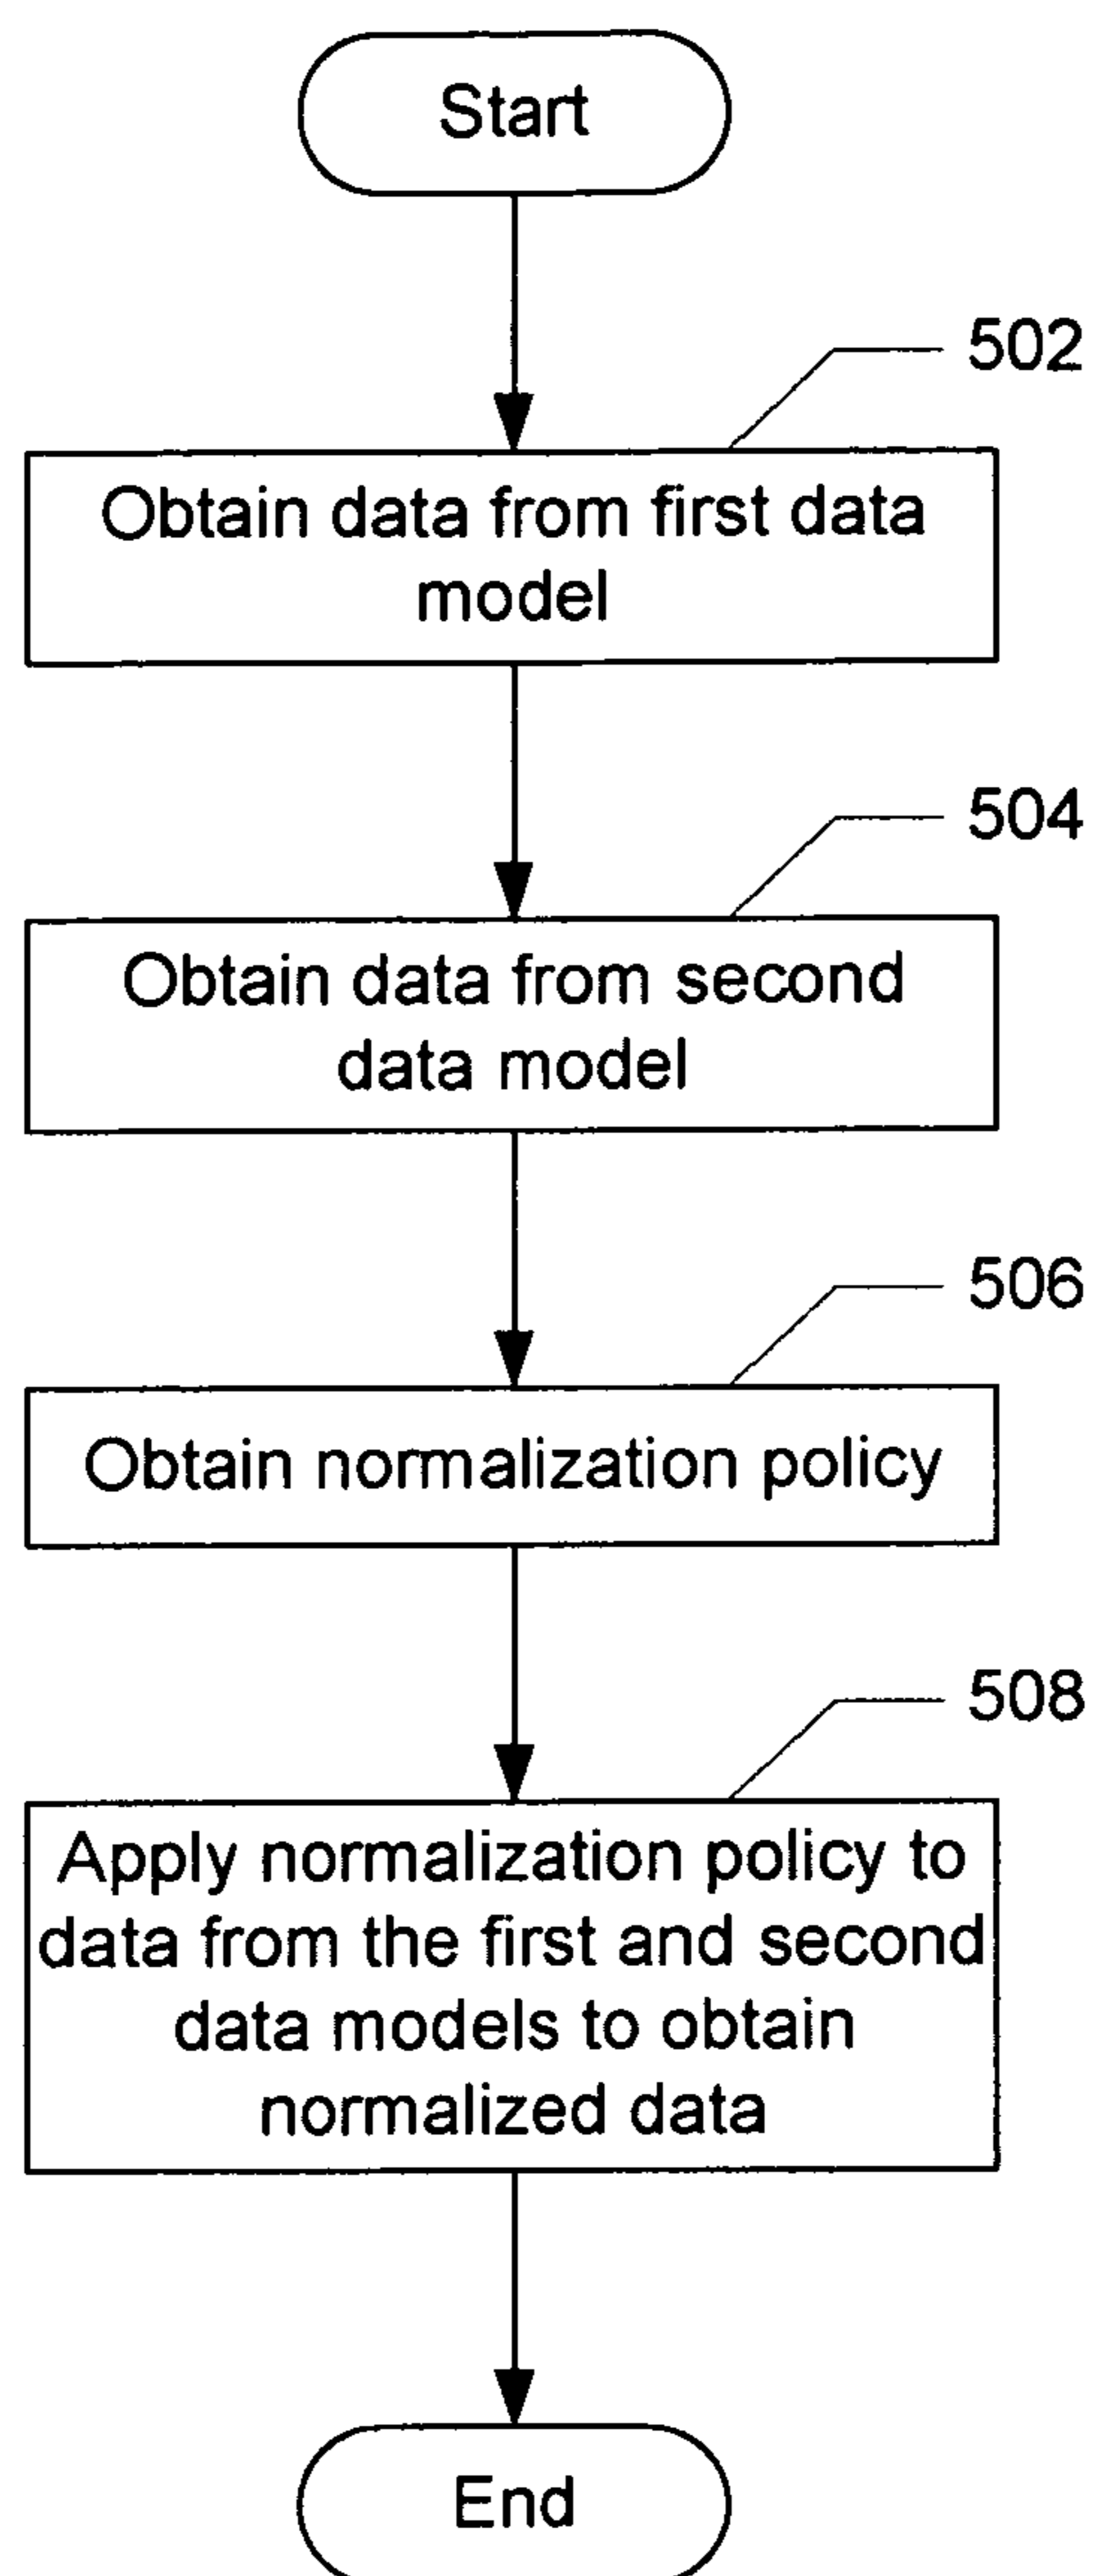 Start
502
Obtain data from first data
model
504
Obtain data from second
data model
506
Obtain normalization policy
508
Apply normalization policy to
data from the first and second
data models to obtain
normalized data
End